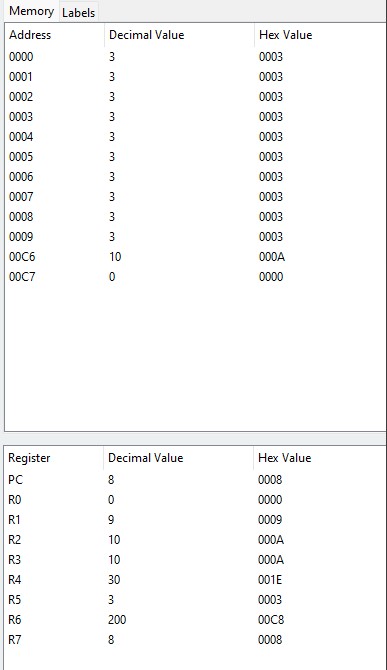 Memory Labels
Address Decimal Value Hex Value
0000 3 0003
0001 3 0003
0002 3 0003
0003 3 0003
0004 3 0003
0005 3 0003
0006 3 0003
0007 3 0003
0008 3 0003
0009 3 0003
00C6 10 000A
00C7 0 0000
Register Decimal Value Hex Value
PC 8 0008
R0 0 0000
R1 9 0009
R2 10 000A
R3 10 000A
R4 30 001E
R5 3 0003
R6 200 00C8
R7 8 0008